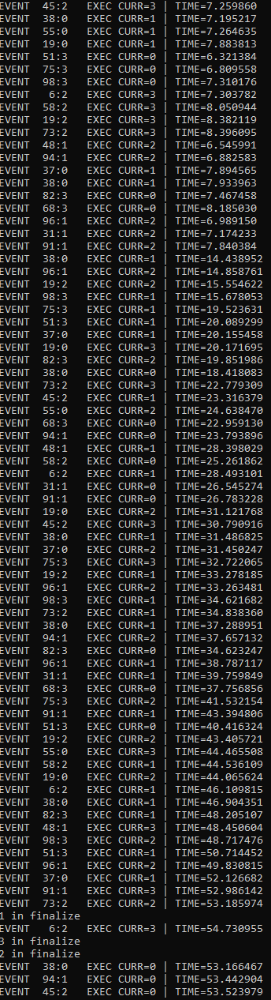 EVENT  45:2   EXEC CURR=3 | TIME=7.259860
EVENT  38:0   EXEC CURR=1 | TIME=7.195217
EVENT  55:0   EXEC CURR=1 | TIME=7.264635
EVENT  19:0   EXEC CURR=1 | TIME=7.883813
EVENT  51:3   EXEC CURR=0 | TIME=6.321384
EVENT  75:3   EXEC CURR=0 | TIME=6.809558
EVENT  98:3   EXEC CURR=0 | TIME=7.310176
EVENT   6:2   EXEC CURR=3 | TIME=7.303782
EVENT  58:2   EXEC CURR=3 | TIME=8.050944
EVENT  19:2   EXEC CURR=3 | TIME=8.382119
EVENT  73:2   EXEC CURR=3 | TIME=8.396095
EVENT  48:1   EXEC CURR=2 | TIME=6.545991
EVENT  94:1   EXEC CURR=2 | TIME=6.882583
EVENT  37:0   EXEC CURR=1 | TIME=7.894565
EVENT  38:0   EXEC CURR=1 | TIME=7.933963
EVENT  82:3   EXEC CURR=0 | TIME=7.467458
EVENT  68:3   EXEC CURR=0 | TIME=8.185030
EVENT  96:1   EXEC CURR=2 | TIME=6.989150
EVENT  31:1   EXEC CURR=2 | TIME=7.174233
EVENT  91:1   EXEC CURR=2 | TIME=7.840384
EVENT  38:0   EXEC CURR=1 | TIME=14.438952
EVENT  96:1   EXEC CURR=2 | TIME=14.858761
EVENT  19:2   EXEC CURR=2 | TIME=15.554622
EVENT  98:3   EXEC CURR=1 | TIME=15.678053
EVENT  75:3   EXEC CURR=1 | TIME=19.523631
EVENT  51:3   EXEC CURR=1 | TIME=20.089299
EVENT  37:0   EXEC CURR=1 | TIME=20.155458
EVENT  19:0   EXEC CURR=3 | TIME=20.171695
EVENT  82:3   EXEC CURR=2 | TIME=19.851986
EVENT  38:0   EXEC CURR=0 | TIME=18.418083
EVENT  73:2   EXEC CURR=3 | TIME=22.779309
EVENT  45:2   EXEC CURR=1 | TIME=23.316379
EVENT  55:0   EXEC CURR=2 | TIME=24.638470
EVENT  68:3   EXEC CURR=0 | TIME=22.959130
EVENT  94:1   EXEC CURR=0 | TIME=23.793896
EVENT  48:1   EXEC CURR=1 | TIME=28.398029
EVENT  58:2   EXEC CURR=0 | TIME=25.261862
EVENT   6:2   EXEC CURR=1 | TIME=28.493101
EVENT  31:1   EXEC CURR=0 | TIME=26.545274
EVENT  91:1   EXEC CURR=0 | TIME=26.783228
EVENT  19:0   EXEC CURR=2 | TIME=31.121768
EVENT  45:2   EXEC CURR=3 | TIME=30.790916
EVENT  38:0   EXEC CURR=1 | TIME=31.486825
EVENT  37:0   EXEC CURR=2 | TIME=31.450247
EVENT  75:3   EXEC CURR=3 | TIME=32.722065
EVENT  19:2   EXEC CURR=1 | TIME=33.278185
EVENT  96:1   EXEC CURR=2 | TIME=33.263481
EVENT  98:3   EXEC CURR=1 | TIME=34.621682
EVENT  73:2   EXEC CURR=1 | TIME=34.838360
EVENT  38:0   EXEC CURR=1 | TIME=37.288951
EVENT  94:1   EXEC CURR=2 | TIME=37.657132
EVENT  82:3   EXEC CURR=0 | TIME=34.623247
EVENT  96:1   EXEC CURR=1 | TIME=38.787117
EVENT  31:1   EXEC CURR=1 | TIME=39.759849
EVENT  68:3   EXEC CURR=0 | TIME=37.756856
EVENT  75:3   EXEC CURR=2 | TIME=41.532154
EVENT  91:1   EXEC CURR=1 | TIME=43.394806
EVENT  51:3   EXEC CURR=0 | TIME=40.416324
EVENT  19:2   EXEC CURR=2 | TIME=43.405721
EVENT  55:0   EXEC CURR=3 | TIME=44.465508
EVENT  58:2   EXEC CURR=1 | TIME=44.536109
EVENT  19:0   EXEC CURR=2 | TIME=44.065624
EVENT   6:2   EXEC CURR=1 | TIME=46.109815
EVENT  38:0   EXEC CURR=1 | TIME=46.904351
EVENT  82:3   EXEC CURR=1 | TIME=48.205107
EVENT  48:1   EXEC CURR=3 | TIME=48.450604
EVENT  98:3   EXEC CURR=2 | TIME=48.717476
EVENT  51:3   EXEC CURR=1 | TIME=50.714452
EVENT  96:1   EXEC CURR=2 | TIME=49.830815
EVENT  37:0   EXEC CURR=1 | TIME=52.126682
EVENT  91:1   EXEC CURR=3 | TIME=52.986142
EVENT  73:2   EXEC CURR=2 | TIME=53.185974
1 in finalize
EVENT   6:2   EXEC CURR=3 | TIME=54.730955
3 in finalize
2 in finalize
EVENT  38:0   EXEC CURR=0 | TIME=53.166467
EVENT  94:1   EXEC CURR=0 | TIME=53.442904
EVENT  45:2   EXEC CURR=0 | TIME=53.523979